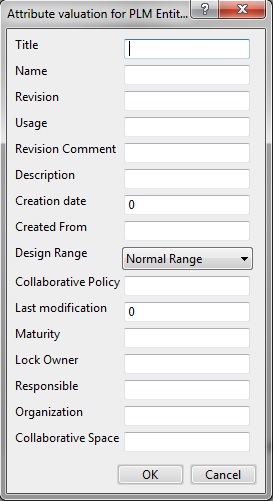 Attribute valuation for PLM Entit...
Title
Name
Revision
Usage
Revision Comment
Description
Creation date 0
Created From
Design Range Normal Range
Collaborative Policy
Last modification 0
Maturity
Lock Owner
Responsible
Organization
Collaborative Space
OK Cancel